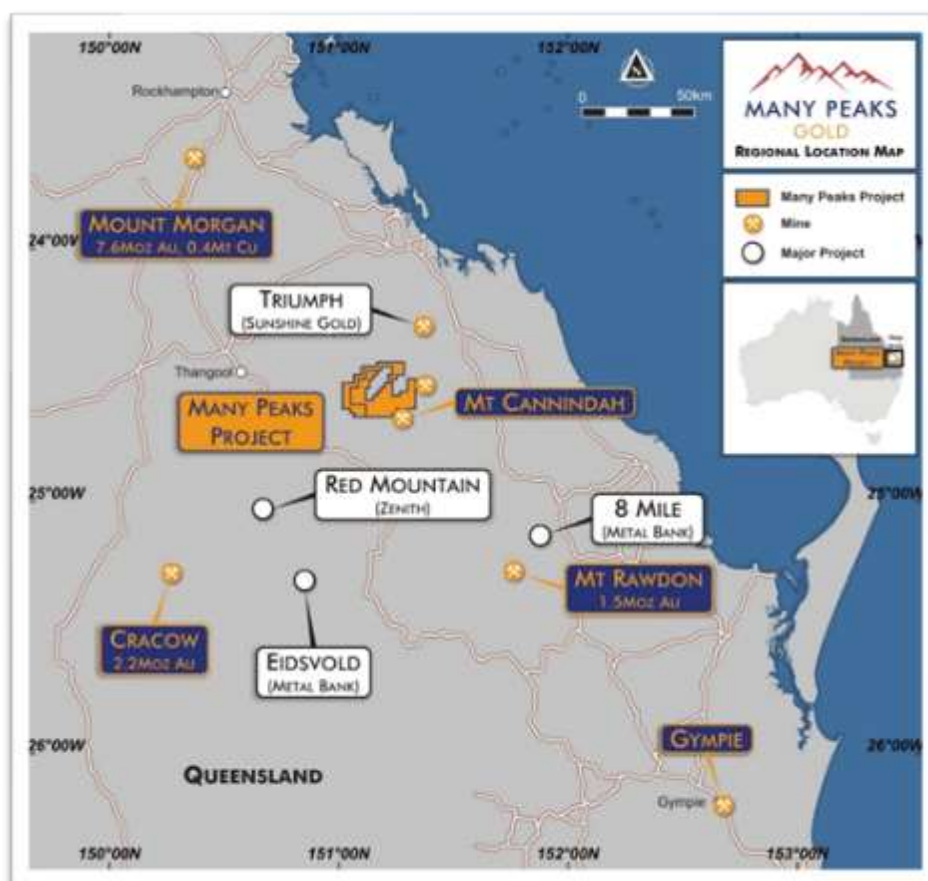 150°00N
151°00N
152°00N
Rockhampton
0
50km
MANY PEAKS
GOLD
REGIONAL LOCATION MAP
Many Peaks Project
Mine
Major Project
MOUNT MORGAN
7.6MOZ AU, 0.4MT CU
24°00W
TRIUMPH
(SUNSHINE GOLD)
Thangool
MANY PEAKS
PROJECT
MT CANNINDAH
RED MOUNTAIN
(ZENITH)
25°00W
25°00W
8 MILE
(METAL BANK)
MT RAWDON
1.5MOZ AU
CRACOW
2.2MOZ AU
EIDSVOLD
(METAL BANK)
26°00W
26°00W
GYMPIE
QUEENSLAND
Gympie
150°00N
151°00N
152°00N
153°00N